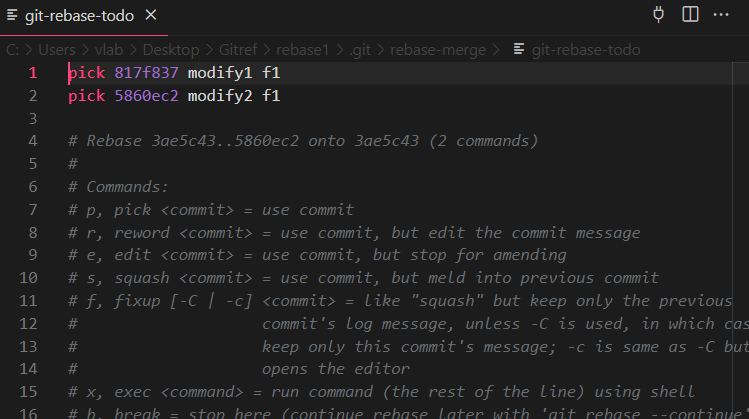 git-rebase-todo
C: > Users > vlab > Desktop > Gitref > rebase1 > .git > rebase-merge > git-rebase-todo
1 pick 817f837 modify1 f1
2 pick 5860ec2 modify2 f1
3
4 # Rebase 3ae5c43..5860ec2 onto 3ae5c43 (2 commands)
5 #
6 # Commands:
7 # p, pick <commit> = use commit
8 # r, reword <commit> = use commit, but edit the commit message
9 # e, edit <commit> = use commit, but stop for amending
10 # s, squash <commit> = use commit, but meld into previous commit
11 # f, fixup [-C | -c] <commit> = like "squash" but keep only the previous
12 # commit's log message, unless -C is used, in which cas
13 # keep only this commit's message; -c is same as -C but
14 # opens the editor
15 # x, exec <command> = run command (the rest of the line) using shell
16 # b, break = stop here (continue rebase later with 'git rebase --continue'